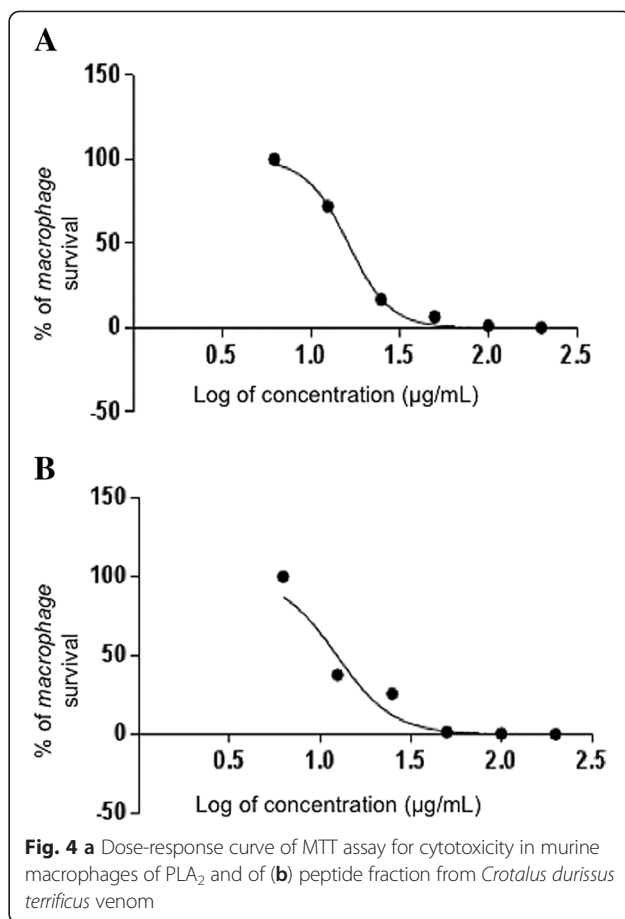 A
150
100
50
0
-50
% of macrophage
survival
0.5 1.0 1.5 2.0 2.5
Log of concentration (µg/mL)
B
150
100
50
0
-50
% of macrophage
survival
0.5 1.0 1.5 2.0 2.5
Log of concentration (µg/mL)
Fig. 4 a Dose-response curve of MTT assay for cytotoxicity in murine
macrophages of PLA₂ and of (b) peptide fraction from Crotalus durissus
terrificus venom